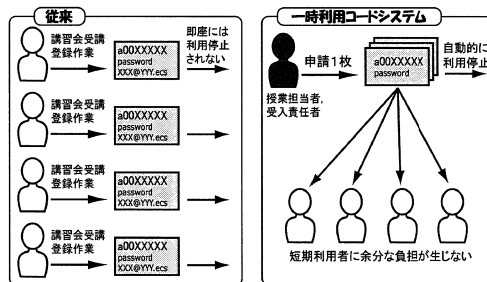 従来
講習会受講
登録作業
a00XXXXX
password
XXX@YYY.ecs
即座には
利用停止
されない
講習会受講
登録作業
a00XXXXX
password
XXX@YYY.ecs
講習会受講
登録作業
a00XXXXX
password
XXX@YYY.ecs
講習会受講
登録作業
a00XXXXX
password
XXX@YYY.ecs
一時利用コードシステム
申請1枚
a00XXXXX
password
自動的に
利用停止
授業担当者,
受入責任者
短期利用者に余分な負担が生じない